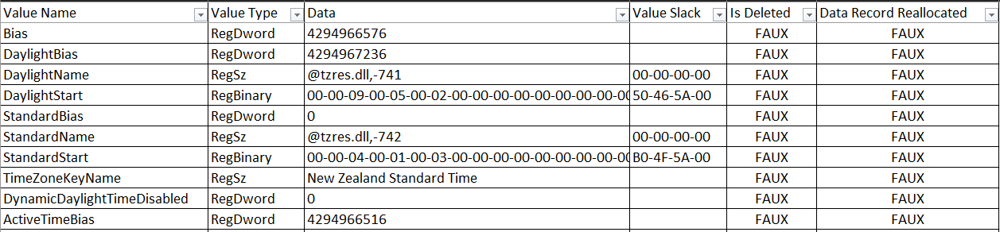 Value Name Value Type Data Value Slack Is Deleted Data Record Reallocated
Bias RegDword 4294966576 FAUX FAUX
DaylightBias RegDword 4294967236 FAUX FAUX
DaylightName RegSz @tzres.dll,-741 00-00-00-00 FAUX FAUX
DaylightStart RegBinary 00-00-09-00-05-00-02-00-00-00-00-00-00-00-00 50-46-5A-00 FAUX FAUX
StandardBias RegDword 0 FAUX FAUX
StandardName RegSz @tzres.dll,-742 00-00-00-00 FAUX FAUX
StandardStart RegBinary 00-00-04-00-01-00-03-00-00-00-00-00-00-00-00 B0-4F-5A-00 FAUX FAUX
TimeZoneKeyName RegSz New Zealand Standard Time FAUX FAUX
DynamicDaylightTimeDisabled RegDword 0 FAUX FAUX
ActiveTimeBias RegDword 4294966516 FAUX FAUX